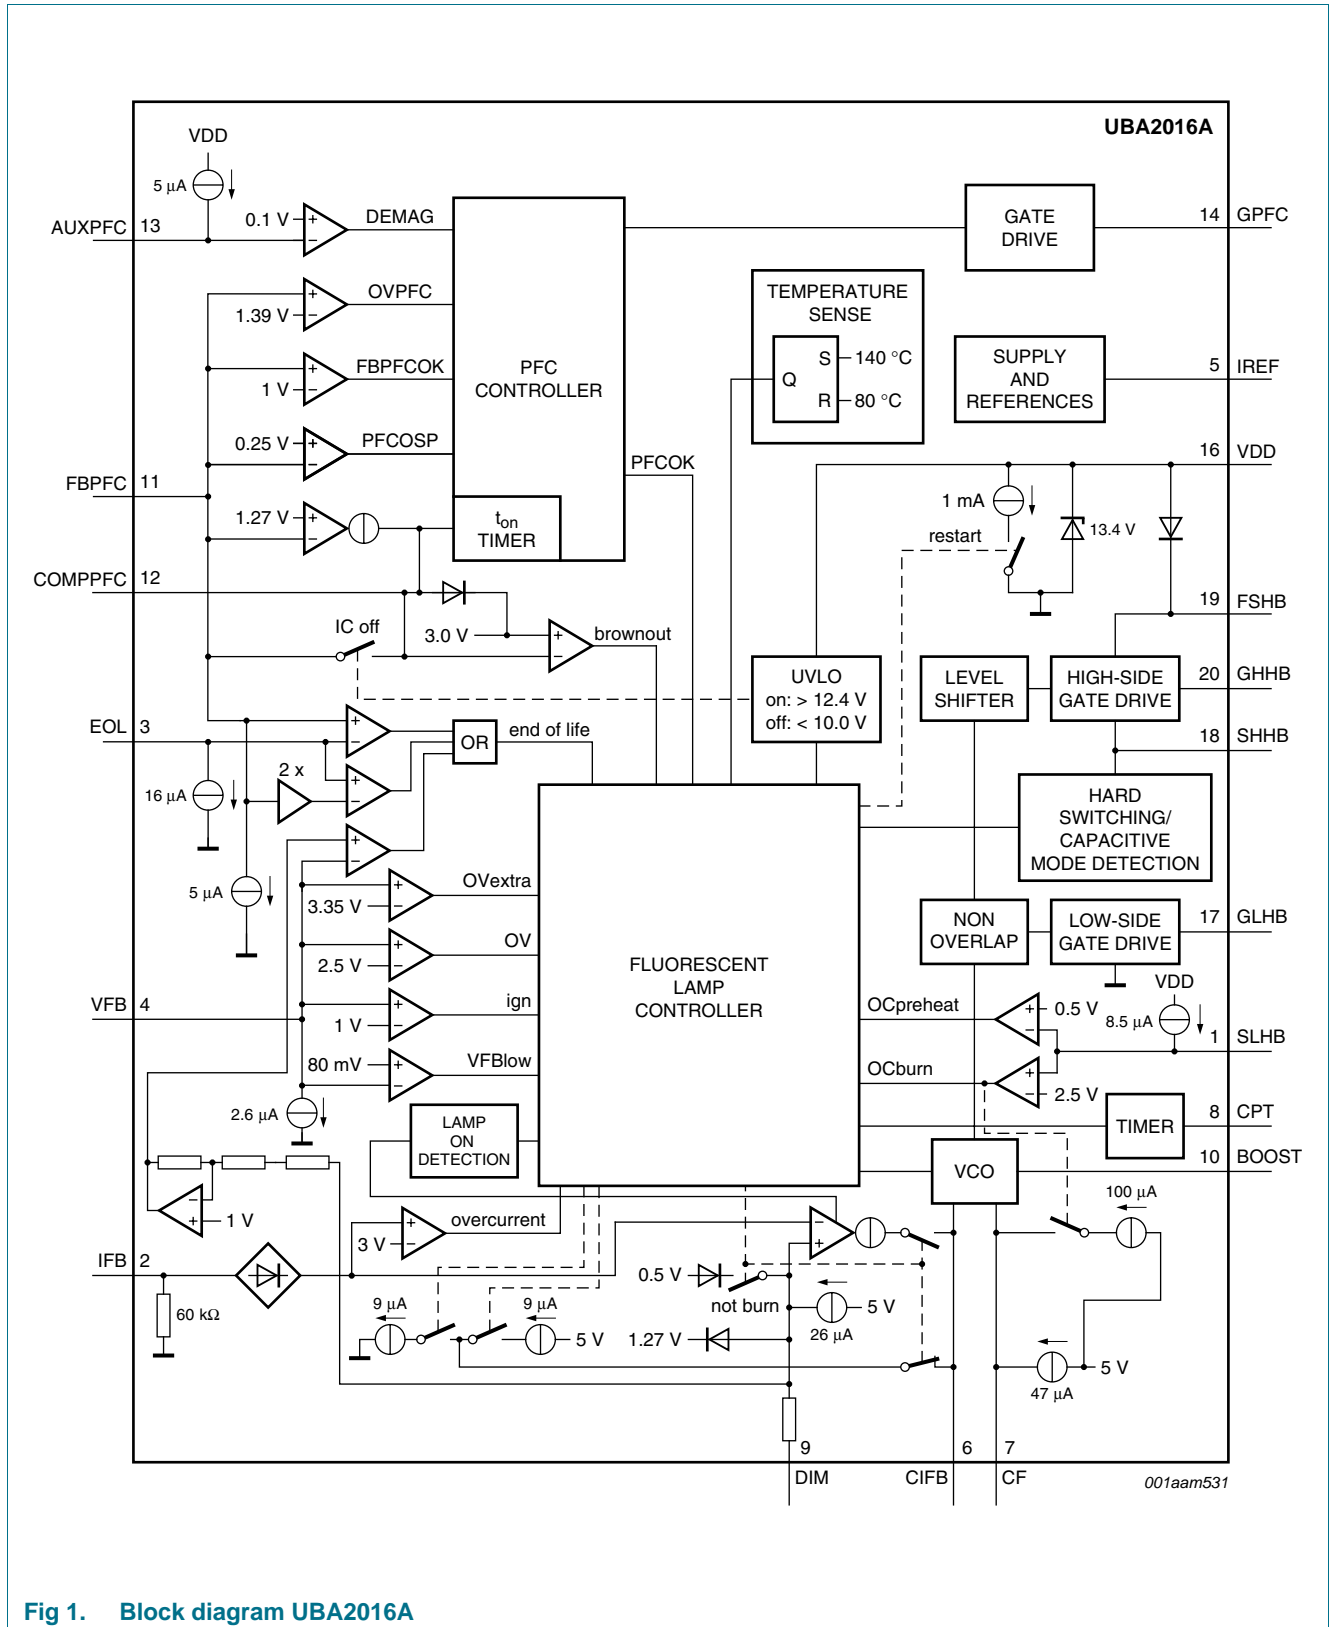 UBA2016A
VDD
5 µA
AUXPFC 13
0.1 V
+
−
DEMAG
GATE
DRIVE
14 GPFC
+
−
1.39 V
OVPFC
TEMPERATURE
SENSE
S
140 °C
Q
R
80 °C
+
−
1 V
FBPFCOK
PFC
CONTROLLER
SUPPLY
AND
REFERENCES
5 IREF
0.25 V
+
−
PFCOSP
PFCOK
16 VDD
FBPFC 11
1.27 V
+
−
ton
TIMER
1 mA
restart
13.4 V
COMPPFC 12
19 FSHB
IC off
3.0 V
+
−
brownout
UVLO
on: > 12.4 V
off: < 10.0 V
LEVEL
SHIFTER
HIGH-SIDE
GATE DRIVE
20 GHHB
EOL 3
+
−
OR
end of life
18 SHHB
16 µA
2 x
+
−
HARD
SWITCHING/
CAPACITIVE
MODE DETECTION
+
−
5 µA
+
−
3.35 V
OVextra
NON
OVERLAP
LOW-SIDE
GATE DRIVE
17 GLHB
+
−
2.5 V
OV
FLUORESCENT
LAMP
CONTROLLER
VDD
VFB 4
+
−
1 V
ign
OCpreheat
+
−
0.5 V
8.5 µA
1 SLHB
80 mV
+
−
VFBlow
OCburn
+
−
2.5 V
2.6 µA
LAMP
ON
DETECTION
TIMER
8 CPT
VCO
10 BOOST
−
+
1 V
100 µA
+
−
3 V
overcurrent
−
+
IFB 2
60 kΩ
0.5 V
not burn
9 µA
9 µA
5 V
26 µA
5 V
1.27 V
47 µA
5 V
9
DIM
6
CIFB
7
CF
001aam531
Fig 1. Block diagram UBA2016A